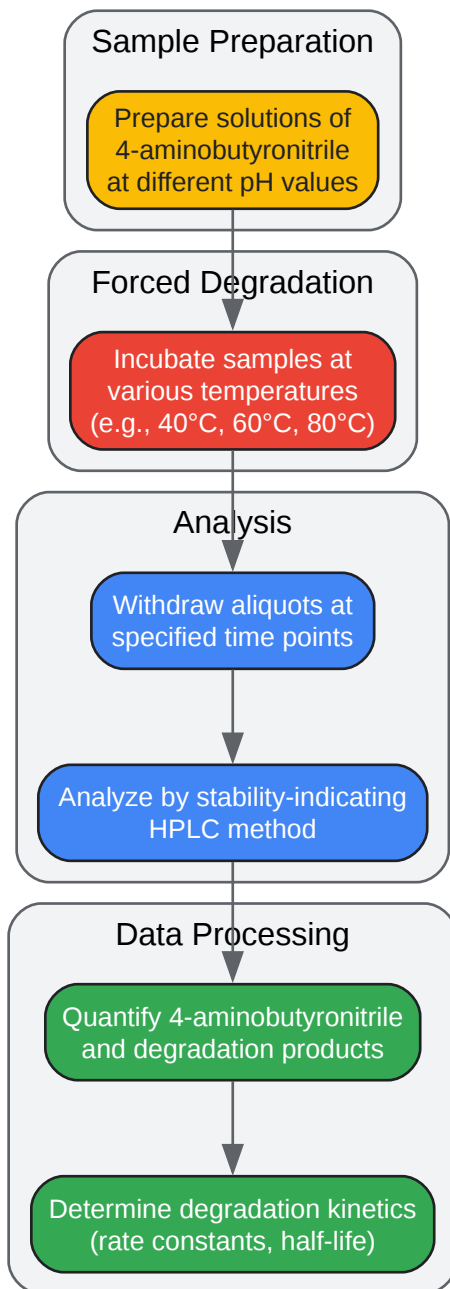 Sample Preparation
Prepare solutions of
4-aminobutyronitrile
at different pH values
Forced Degradation
Incubate samples at
various temperatures
(e.g., 40°C, 60°C, 80°C)
Analysis
Withdraw aliquots at
specified time points
Analyze by stability-indicating
HPLC method
Data Processing
Quantify 4-aminobutyronitrile
and degradation products
Determine degradation kinetics
(rate constants, half-life)